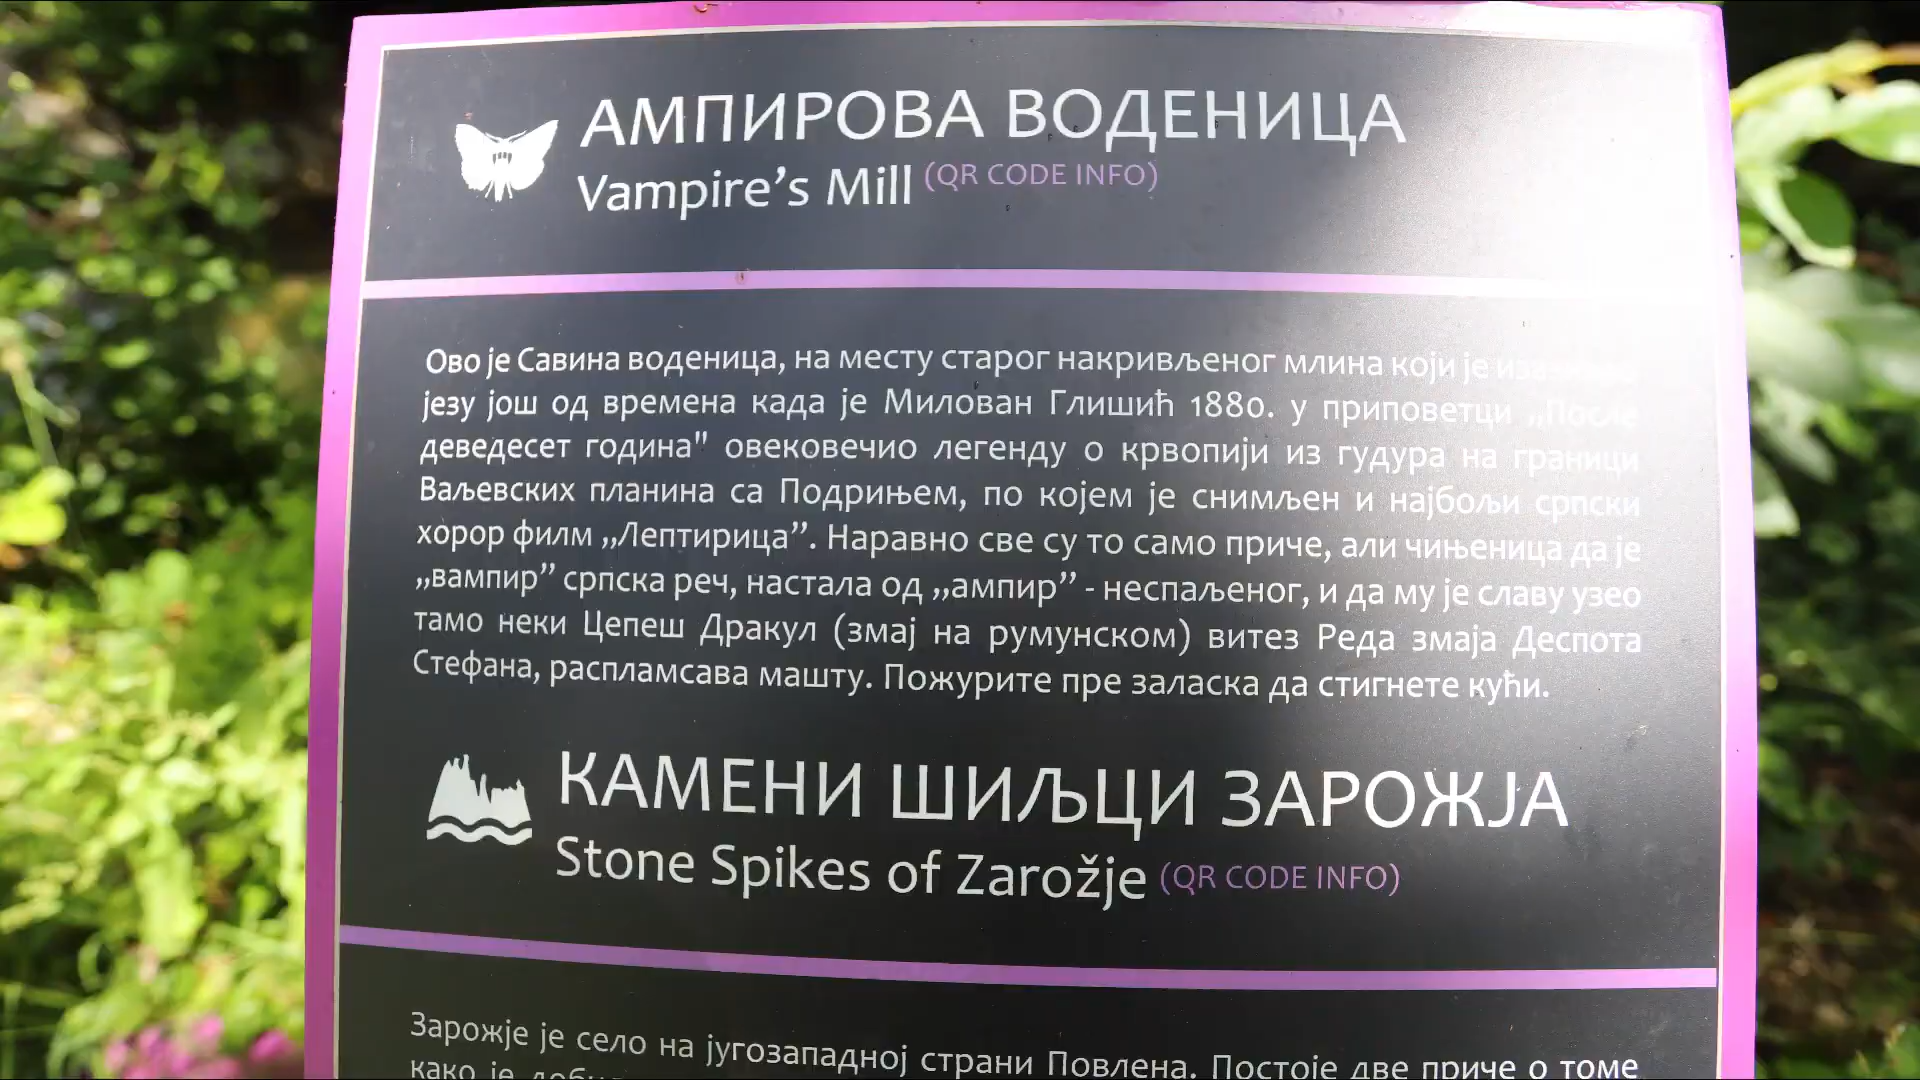 АМПИРОВА ВОДЕНИЦА
Vampire’s Mill (QR CODE INFO)
Ово је Савина воденица, на месту старог накривљеног млина који је
језу још од времена када је Милован Глишић 1880. у приповетци „После
деведесет година" овековечио легенду о крвопији из гудура на граници
Ваљевских планина са Подрињем, по којем је снимљен и најбољи српски
хорор филм „Лептирица”. Наравно све су то само приче, али чињеница да је
„вампир” српска реч, настала од „ампир” - неспаљеног, и да му је славу узео
тамо неки Цепеш Дракул (змај на румунском) витез Реда змаја Деспота
Стефана, распламсава машту. Пожурите пре заласка да стигнете кући.
КАМЕНИ ШИЉЦИ ЗАРОЖЈА
Stone Spikes of Zarožje (QR CODE INFO)
Зарожје је село на југозападној страни Повлена. Постоје две приче о томе
како је